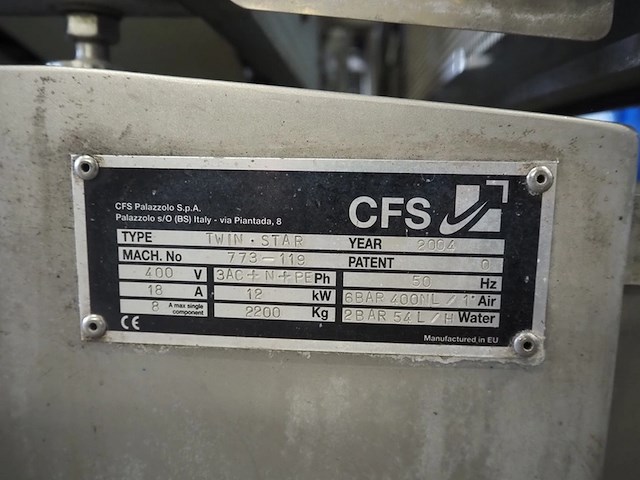 CFS Palazzolo S.p.A.
Palazzolo s/O (BS) Italy - via Piantada, 8
CFS
TYPE TWIN·STAR YEAR 2004
MACH. No 773-119 PATENT 0
400 V 3AC+N+PE Ph 50 Hz
18 A 12 kW 6BAR 400NL/1' Air
8 A max single component 2200 Kg 2BAR 54L/H Water
CE Manufactured in EU